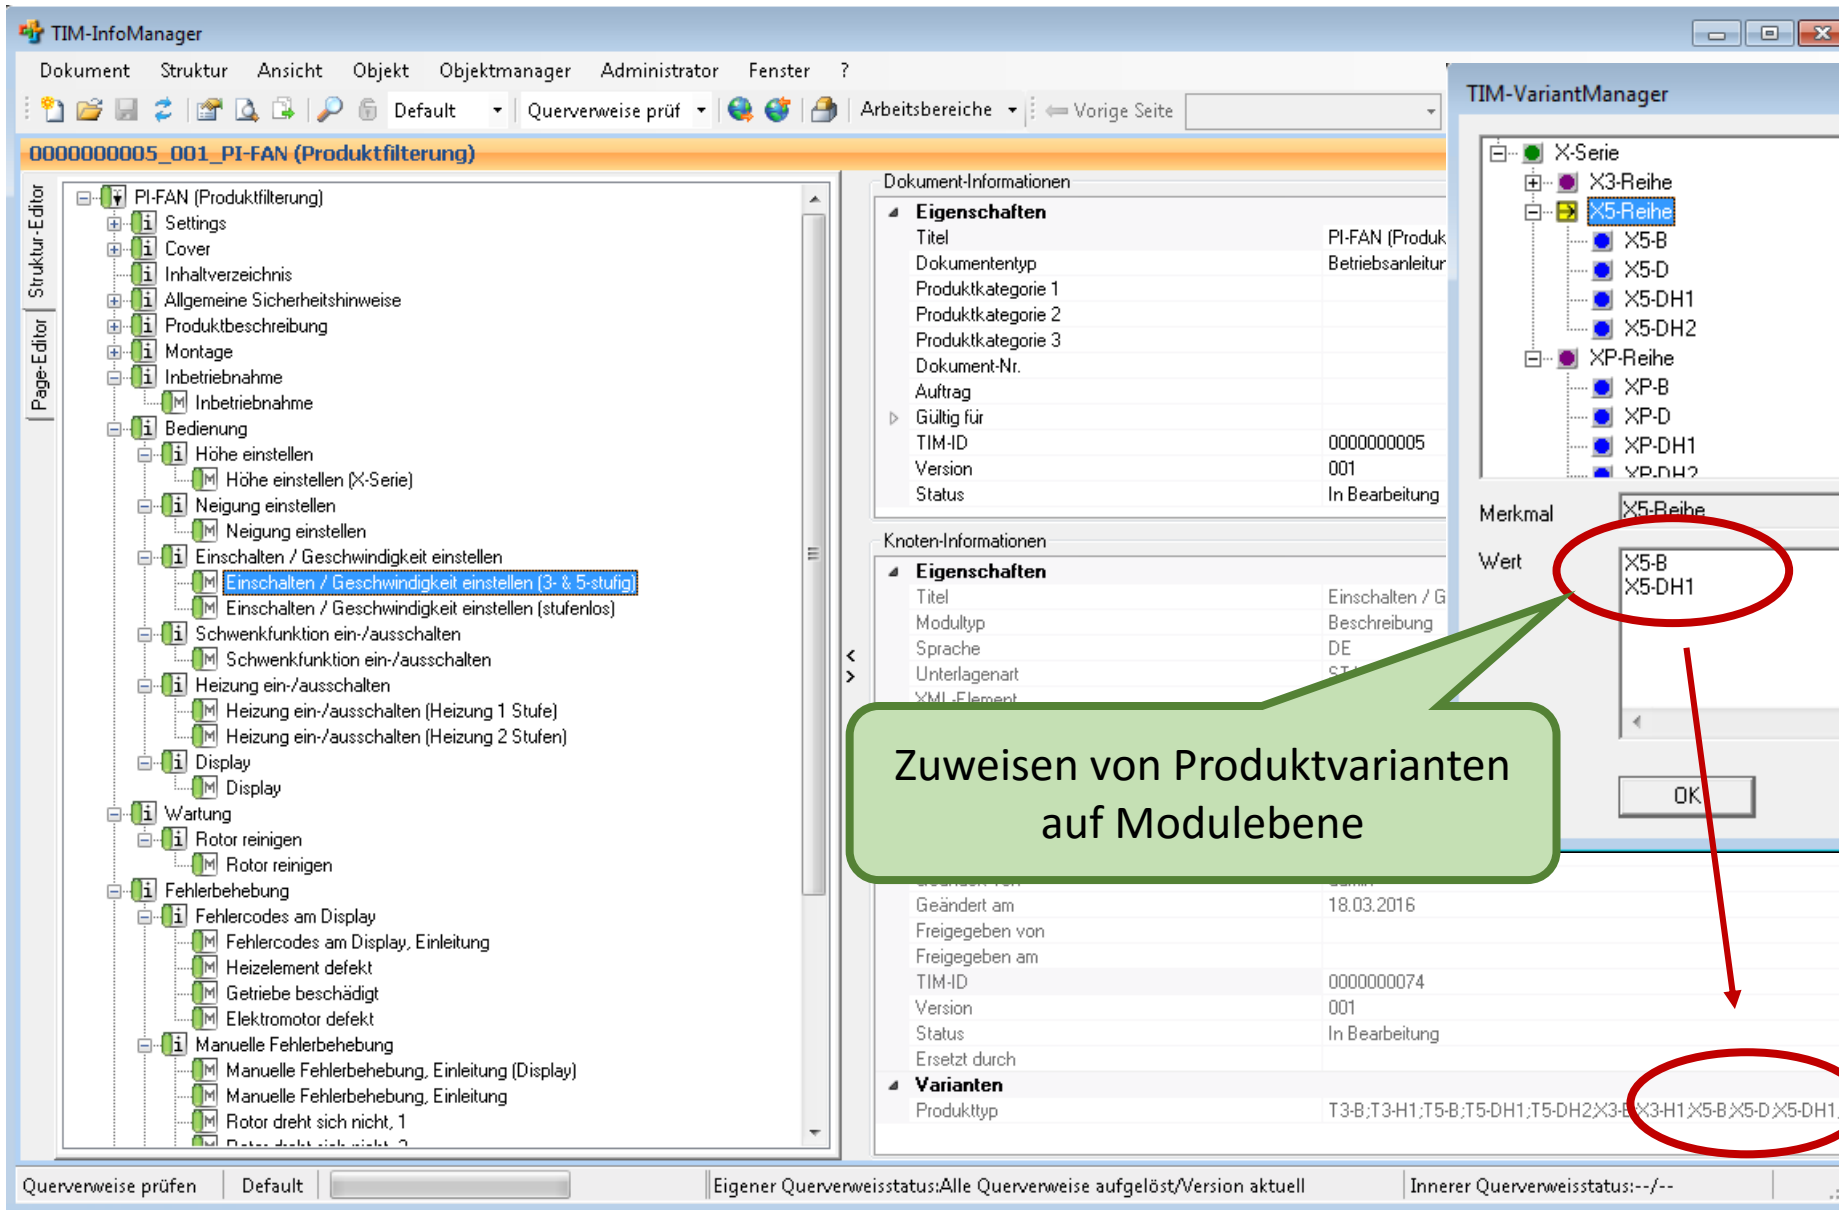 TIM-InfoManager
Dokument Struktur Ansicht Objekt Objektmanager Administrator Fenster ?
Default Querverweise prüf Arbeitsbereiche Vorige Seite
0000000005_001_PI-FAN (Produktfilterung)
Struktur-Editor
Page-Editor
PI-FAN (Produktfilterung)
Settings
Cover
Inhaltverzeichnis
Allgemeine Sicherheitshinweise
Produktbeschreibung
Montage
Inbetriebnahme
Inbetriebnahme
Bedienung
Höhe einstellen
Höhe einstellen (X-Serie)
Neigung einstellen
Neigung einstellen
Einschalten / Geschwindigkeit einstellen
Einschalten / Geschwindigkeit einstellen (3- & 5-stufig)
Einschalten / Geschwindigkeit einstellen (stufenlos)
Schwenkfunktion ein-/ausschalten
Schwenkfunktion ein-/ausschalten
Heizung ein-/ausschalten
Heizung ein-/ausschalten (Heizung 1 Stufe)
Heizung ein-/ausschalten (Heizung 2 Stufen)
Display
Display
Wartung
Rotor reinigen
Rotor reinigen
Fehlerbehebung
Fehlercodes am Display
Fehlercodes am Display, Einleitung
Heizelement defekt
Getriebe beschädigt
Elektromotor defekt
Manuelle Fehlerbehebung
Manuelle Fehlerbehebung, Einleitung (Display)
Manuelle Fehlerbehebung, Einleitung
Rotor dreht sich nicht, 1
Dokument-Informationen
Eigenschaften
Titel PI-FAN (Produk
Dokumententyp Betriebsanleitur
Produktkategorie 1
Produktkategorie 2
Produktkategorie 3
Dokument-Nr.
Auftrag
Gültig für
TIM-ID 0000000005
Version 001
Status In Bearbeitung
Knoten-Informationen
Eigenschaften
Titel Einschalten / G
Modultyp Beschreibung
Sprache DE
Unterlagenart
XML-Element
Zuweisen von Produktvarianten
auf Modulebene
Geändert am 18.03.2016
Freigegeben von
Freigegeben am
TIM-ID 0000000074
Version 001
Status In Bearbeitung
Ersetzt durch
Varianten
Produkttyp T3-B;T3-H1;T5-B;T5-DH1;T5-DH2;X3-B;X3-H1;X5-B;X5-D;X5-DH1;
TIM-VariantManager
X-Serie
X3-Reihe
X5-Reihe
X5-B
X5-D
X5-DH1
X5-DH2
XP-Reihe
XP-B
XP-D
XP-DH1
XP-DH2
Merkmal X5-Reihe
Wert X5-B
X5-DH1
OK
Querverweise prüfen Default Eigener Querverweisstatus:Alle Querverweise aufgelöst/Version aktuell Innerer Querverweisstatus:--/--